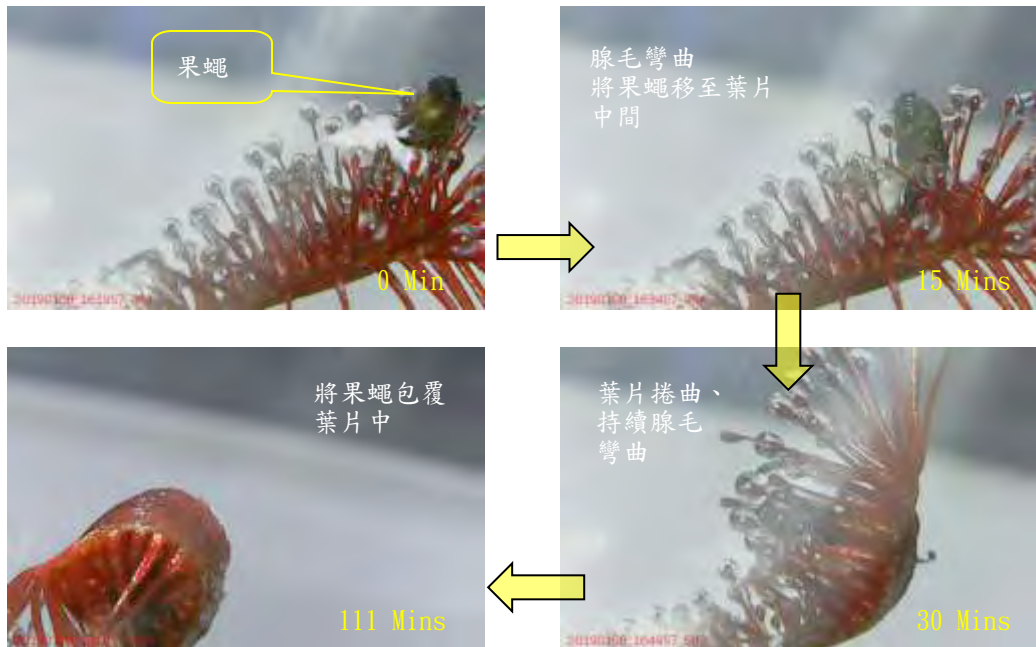 果蠅
0 Min
腺毛彎曲
將果蠅移至葉片
中間
15 Mins
葉片捲曲、
持續腺毛
彎曲
30 Mins
將果蠅包覆
葉片中
111 Mins